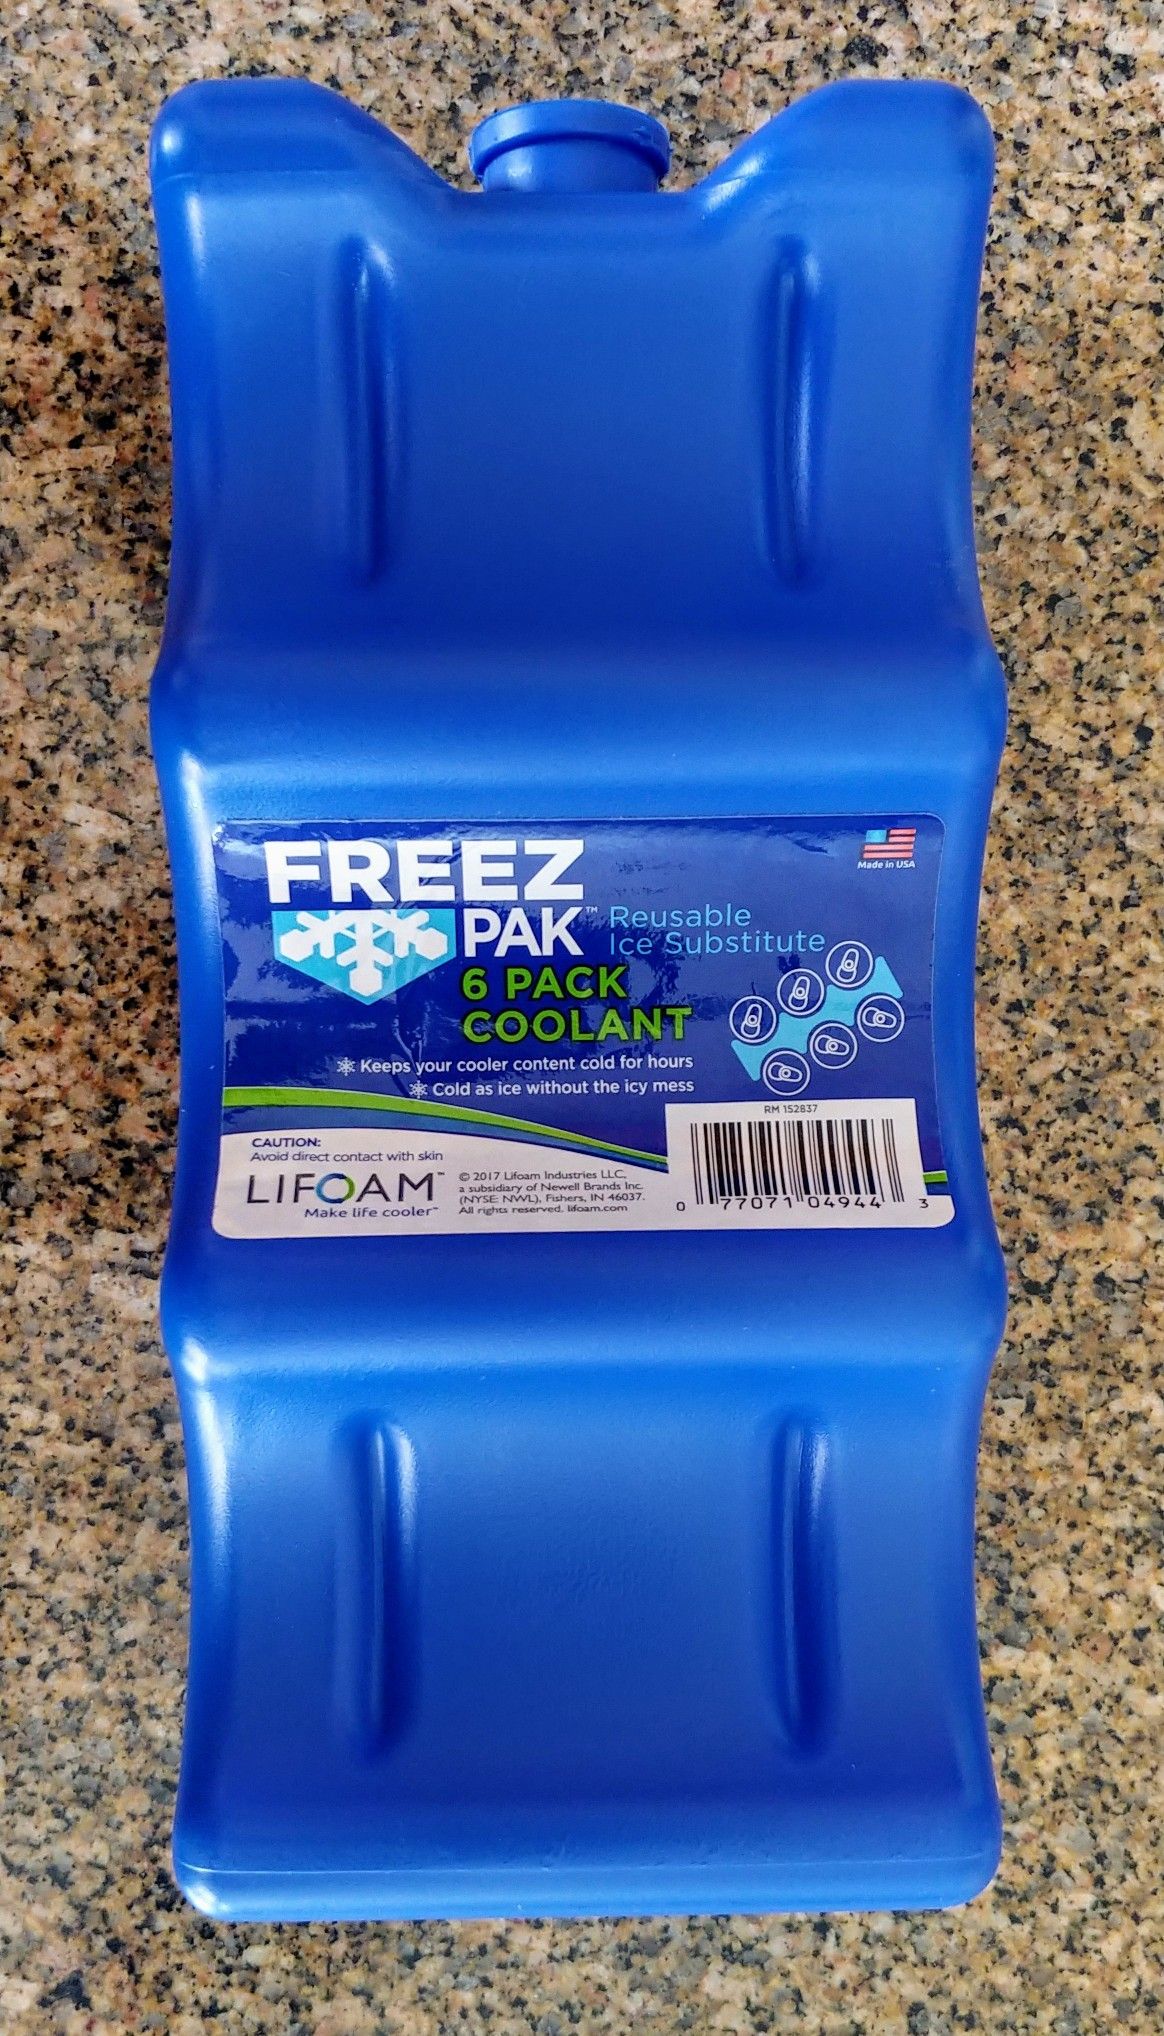 FREEZ
PAK™
Reusable
Ice Substitute
6 PACK
COOLANT
Keeps your cooler content cold for hours
Cold as ice without the icy mess
Made in USA
CAUTION:
Avoid direct contact with skin
LIFOAM™
Make life cooler™
© 2017 Lifoam Industries LLC,
a subsidiary of Newell Brands Inc.
(NYSE: NWL), Fishers, IN 46037.
All rights reserved. lifoam.com
RM 152837
0 77071 04944 3